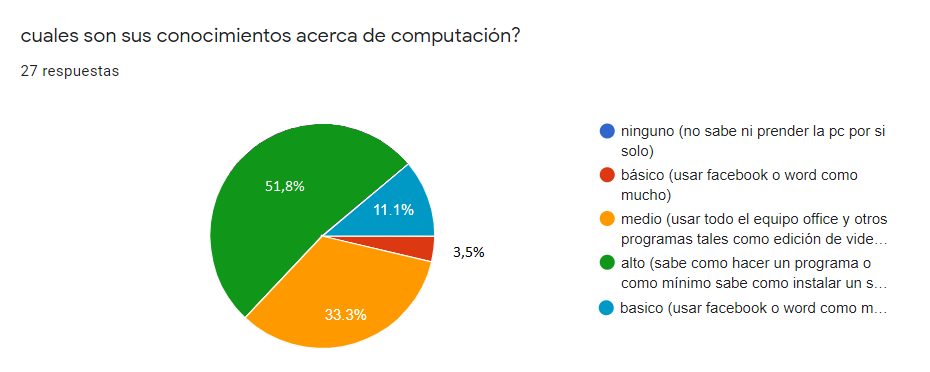 cuales son sus conocimientos acerca de computación?
27 respuestas
51,8%
11.1%
3,5%
33.3%
ninguno (no sabe ni prender la pc por si
solo)
básico (usar facebook o word como
mucho)
medio (usar todo el equipo office y otros
programas tales como edición de vide...
alto (sabe como hacer un programa o
como mínimo sabe como instalar un s...
basico (usar facebook o word como m...